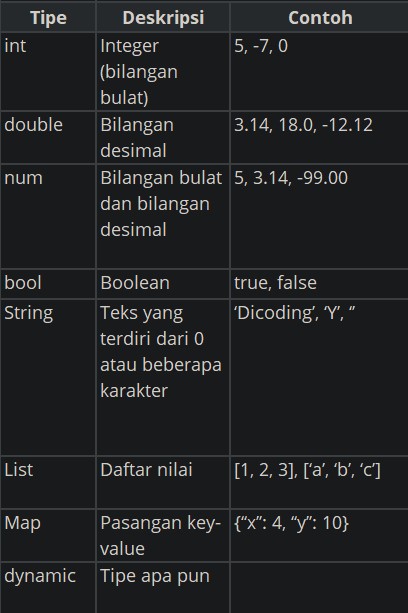 Tipe Deskripsi Contoh
int Integer 5, -7, 0
(bilangan
bulat)
double Bilangan 3.14, 18.0, -12.12
desimal
num Bilangan bulat 5, 3.14, -99.00
dan bilangan
desimal
bool Boolean true, false
String Teks yang ‘Dicoding’, ‘Y’, ‘’
terdiri dari 0
atau beberapa
karakter
List Daftar nilai [1, 2, 3], [‘a’, ‘b’, ‘c’]
Map Pasangan key- {“x”: 4, “y”: 10}
value
dynamic Tipe apa pun